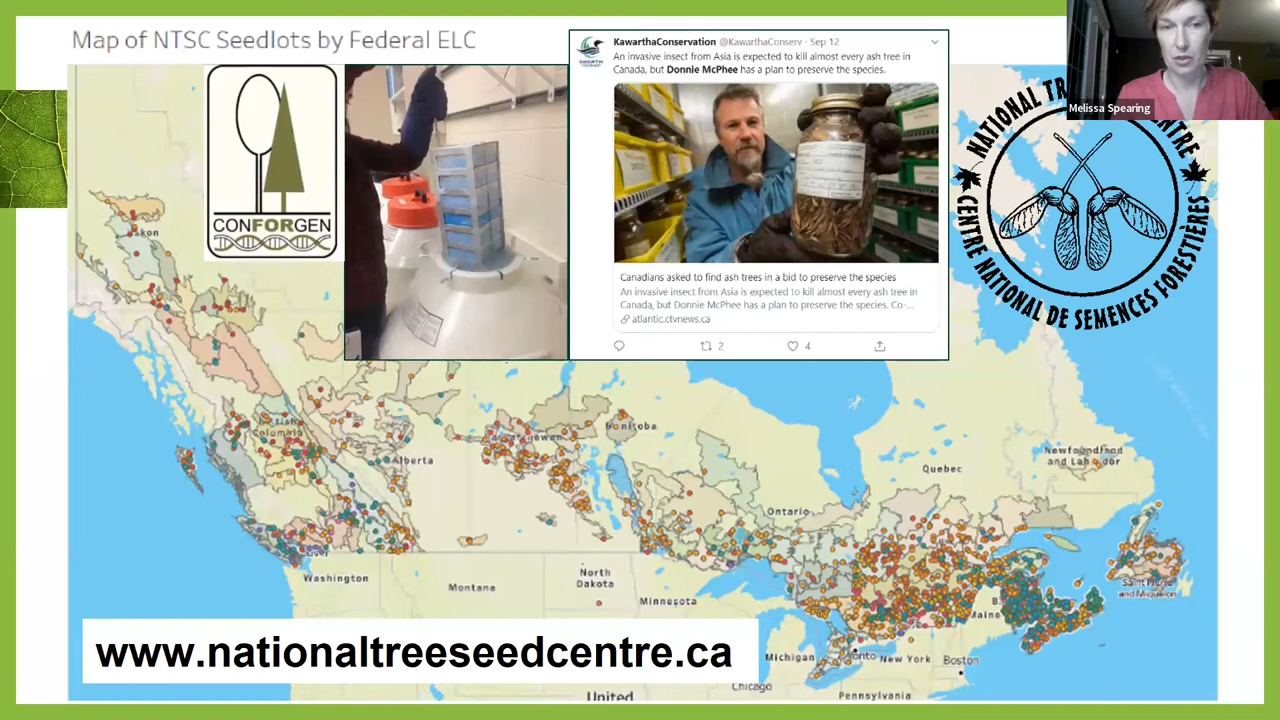 Map of NTSC Seedlots by Federal ELC
CONFORGEN
KawarthaConservation @KawarthaConserv · Sep 12
An invasive insect from Asia is expected to kill almost every ash tree in
Canada, but Donnie McPhee has a plan to preserve the species.
Canadians asked to find ash trees in a bid to preserve the species
An invasive insect from Asia is expected to kill almost every ash tree in
Canada, but Donnie McPhee has a plan to preserve the species. Co-...
atlantic.ctvnews.ca
2
4
Melissa Spearing
NATIONAL TR
CENTRE
CENTRE NATIONAL DE SEMENCES FORESTIÈRES
British
Columbia
Alberta
Manitoba
Ontario
Quebec
Newfoundland
and Labrador
Saint Pierre
and Miquelon
Washington
Montana
North
Dakota
Minnesota
Michigan
New York
Maine
Boston
Chicago
Pennsylvania
United
www.nationaltreeseedcentre.ca